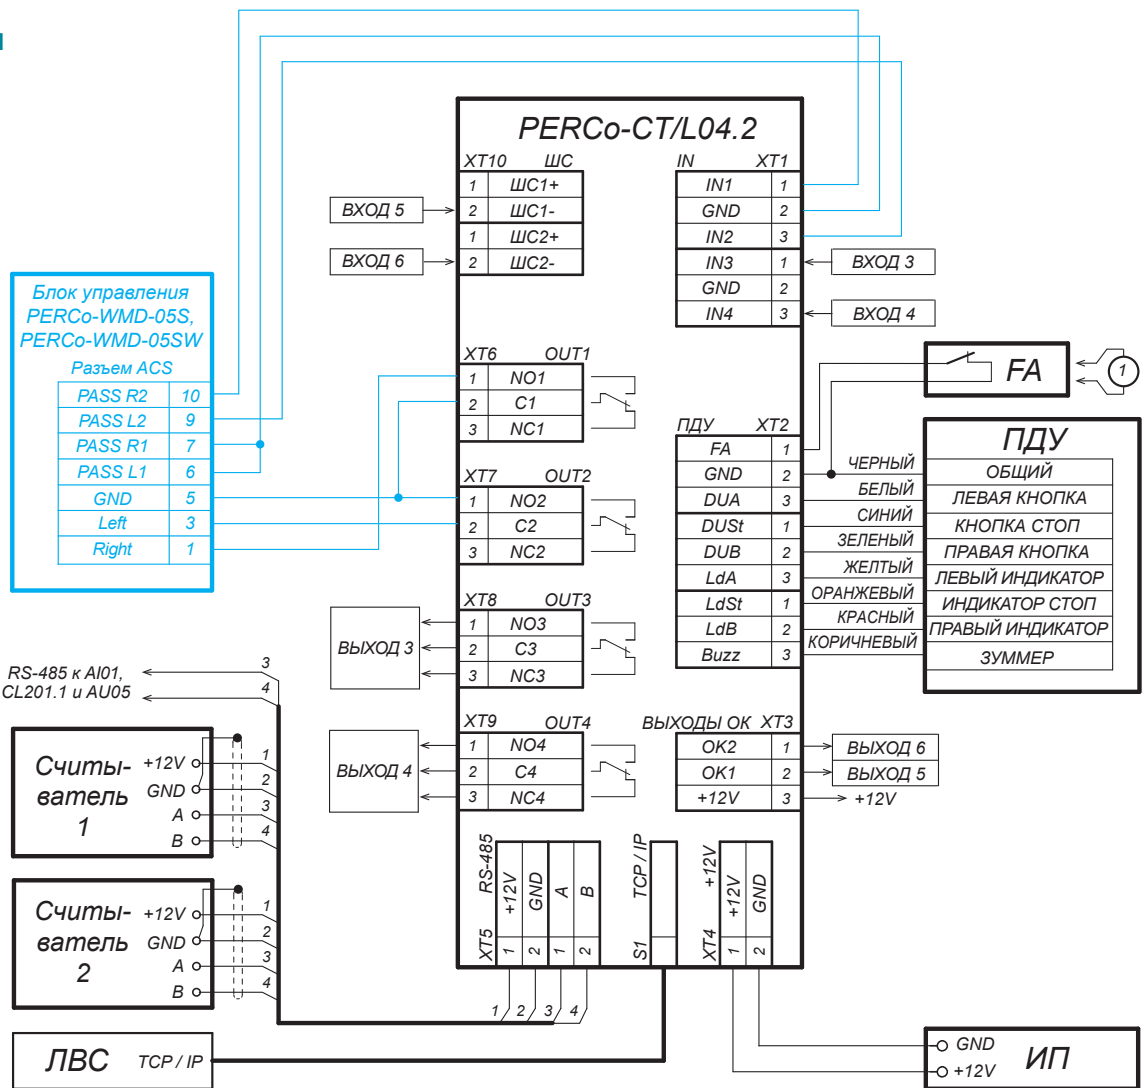 PERCo-CT/L04.2
XT10 ШС
1 ШС1+
2 ШС1-
1 ШС2+
2 ШС2-
ВХОД 5
ВХОД 6
IN XT1
IN1 1
GND 2
IN2 3
IN3 1
GND 2
IN4 3
ВХОД 3
ВХОД 4
Блок управления
PERCo-WMD-05S,
PERCo-WMD-05SW
Разъем ACS
PASS R2 10
PASS L2 9
PASS R1 7
PASS L1 6
GND 5
Left 3
Right 1
XT6 OUT1
1 NO1
2 C1
3 NC1
XT7 OUT2
1 NO2
2 C2
3 NC2
XT8 OUT3
1 NO3
2 C3
3 NC3
ВЫХОД 3
XT9 OUT4
1 NO4
2 C4
3 NC4
ВЫХОД 4
FA
1
ПДУ XT2
FA 1
GND 2
DUA 3
DUSt 1
DUB 2
LdA 3
LdSt 1
LdB 2
Buzz 3
ЧЕРНЫЙ
БЕЛЫЙ
СИНИЙ
ЗЕЛЕНЫЙ
ЖЕЛТЫЙ
ОРАНЖЕВЫЙ
КРАСНЫЙ
КОРИЧНЕВЫЙ
ПДУ
ОБЩИЙ
ЛЕВАЯ КНОПКА
КНОПКА СТОП
ПРАВАЯ КНОПКА
ЛЕВЫЙ ИНДИКАТОР
ИНДИКАТОР СТОП
ПРАВЫЙ ИНДИКАТОР
ЗУММЕР
ВЫХОДЫ ОК XT3
OK2 1
OK1 2
+12V 3
ВЫХОД 6
ВЫХОД 5
+12V
RS-485 к AI01,
CL201.1 и AU05
3
4
Считы-
ватель
1
+12V 1
GND 2
A 3
B 4
Считы-
ватель
2
+12V 1
GND 2
A 3
B 4
XT5 RS-485
1 +12V
2 GND
1 A
2 B
1 2 3 4
S1 TCP / IP
XT4 +12V
1 +12V
2 GND
ЛВС TCP / IP
GND
+12V
ИП